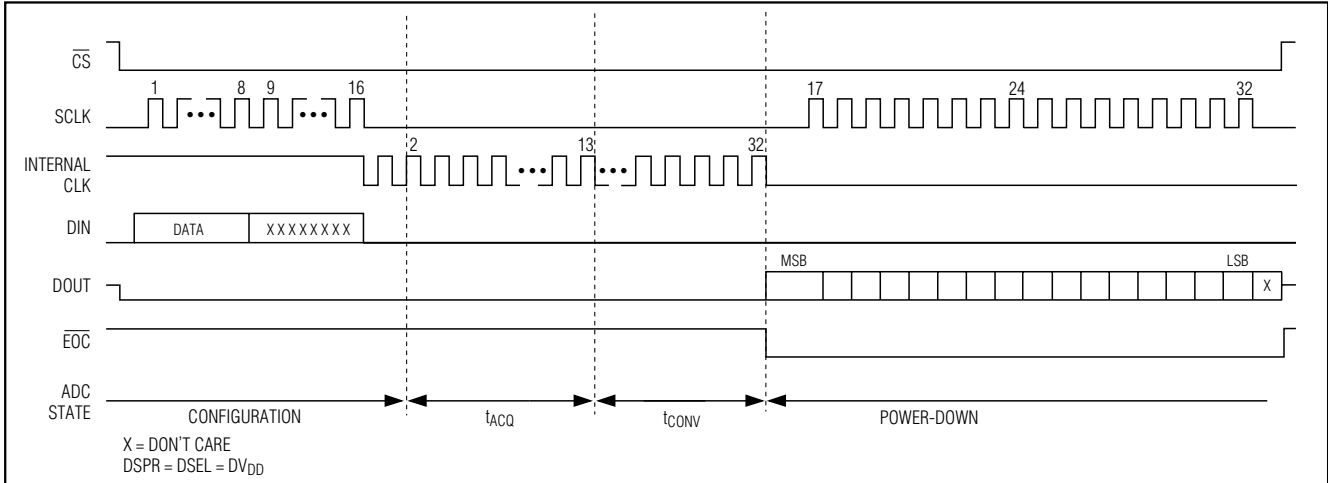 CS
1 8 9 16 17 24 32
SCLK
2 13 32
INTERNAL
CLK
DIN DATA X X X X X X X X
MSB LSB
DOUT X
EOC
ADC
STATE
CONFIGURATION tACQ tCONV POWER-DOWN
X = DON'T CARE
DSPR = DSEL = DVDD